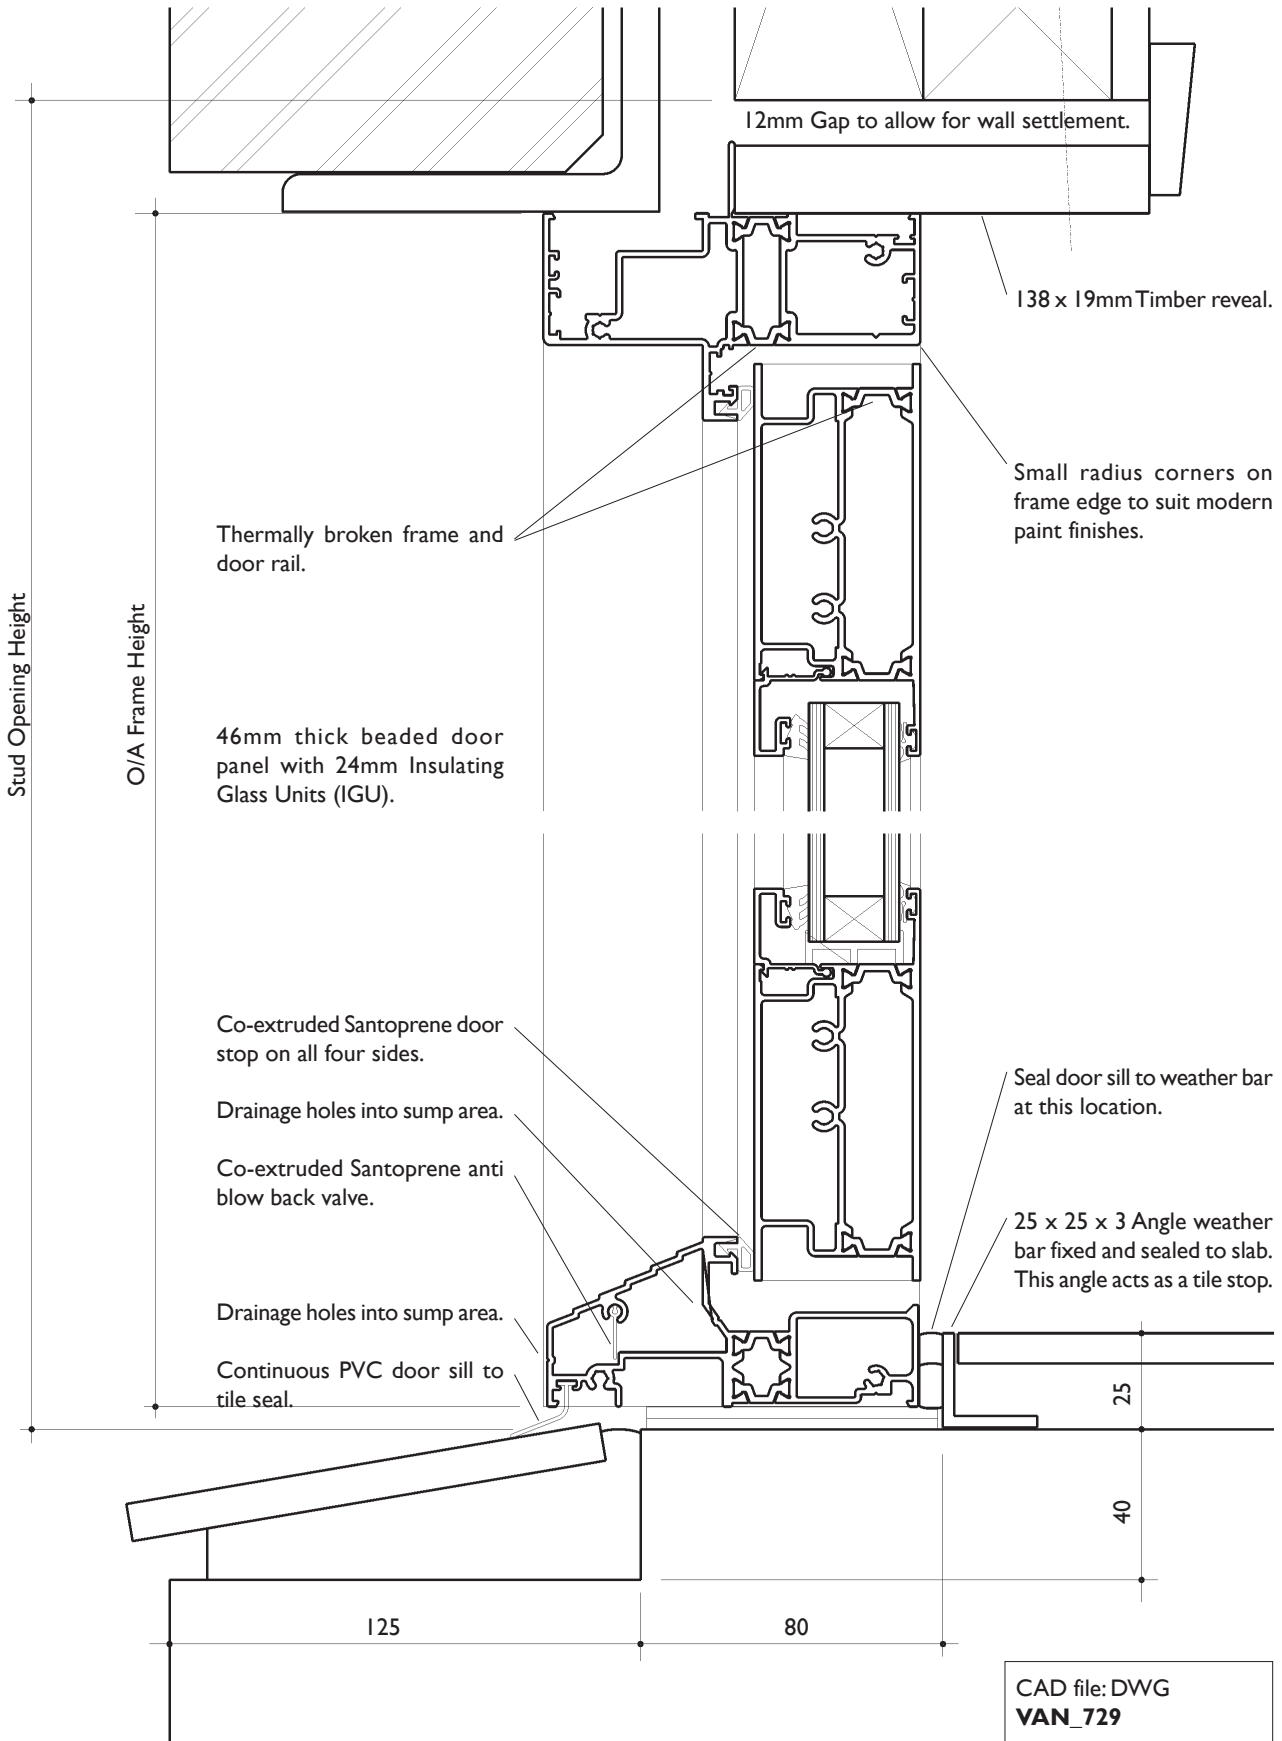 12mm Gap to allow for wall settlement.
138 x 19mm Timber reveal.
Small radius corners on
frame edge to suit modern
paint finishes.
Thermally broken frame and
door rail.
Stud Opening Height
O/A Frame Height
46mm thick beaded door
panel with 24mm Insulating
Glass Units (IGU).
Co-extruded Santoprene door
stop on all four sides.
Drainage holes into sump area.
Co-extruded Santoprene anti
blow back valve.
Drainage holes into sump area.
Continuous PVC door sill to
tile seal.
Seal door sill to weather bar
at this location.
25 x 25 x 3 Angle weather
bar fixed and sealed to slab.
This angle acts as a tile stop.
25
40
125
80
CAD file: DWG
VAN_729